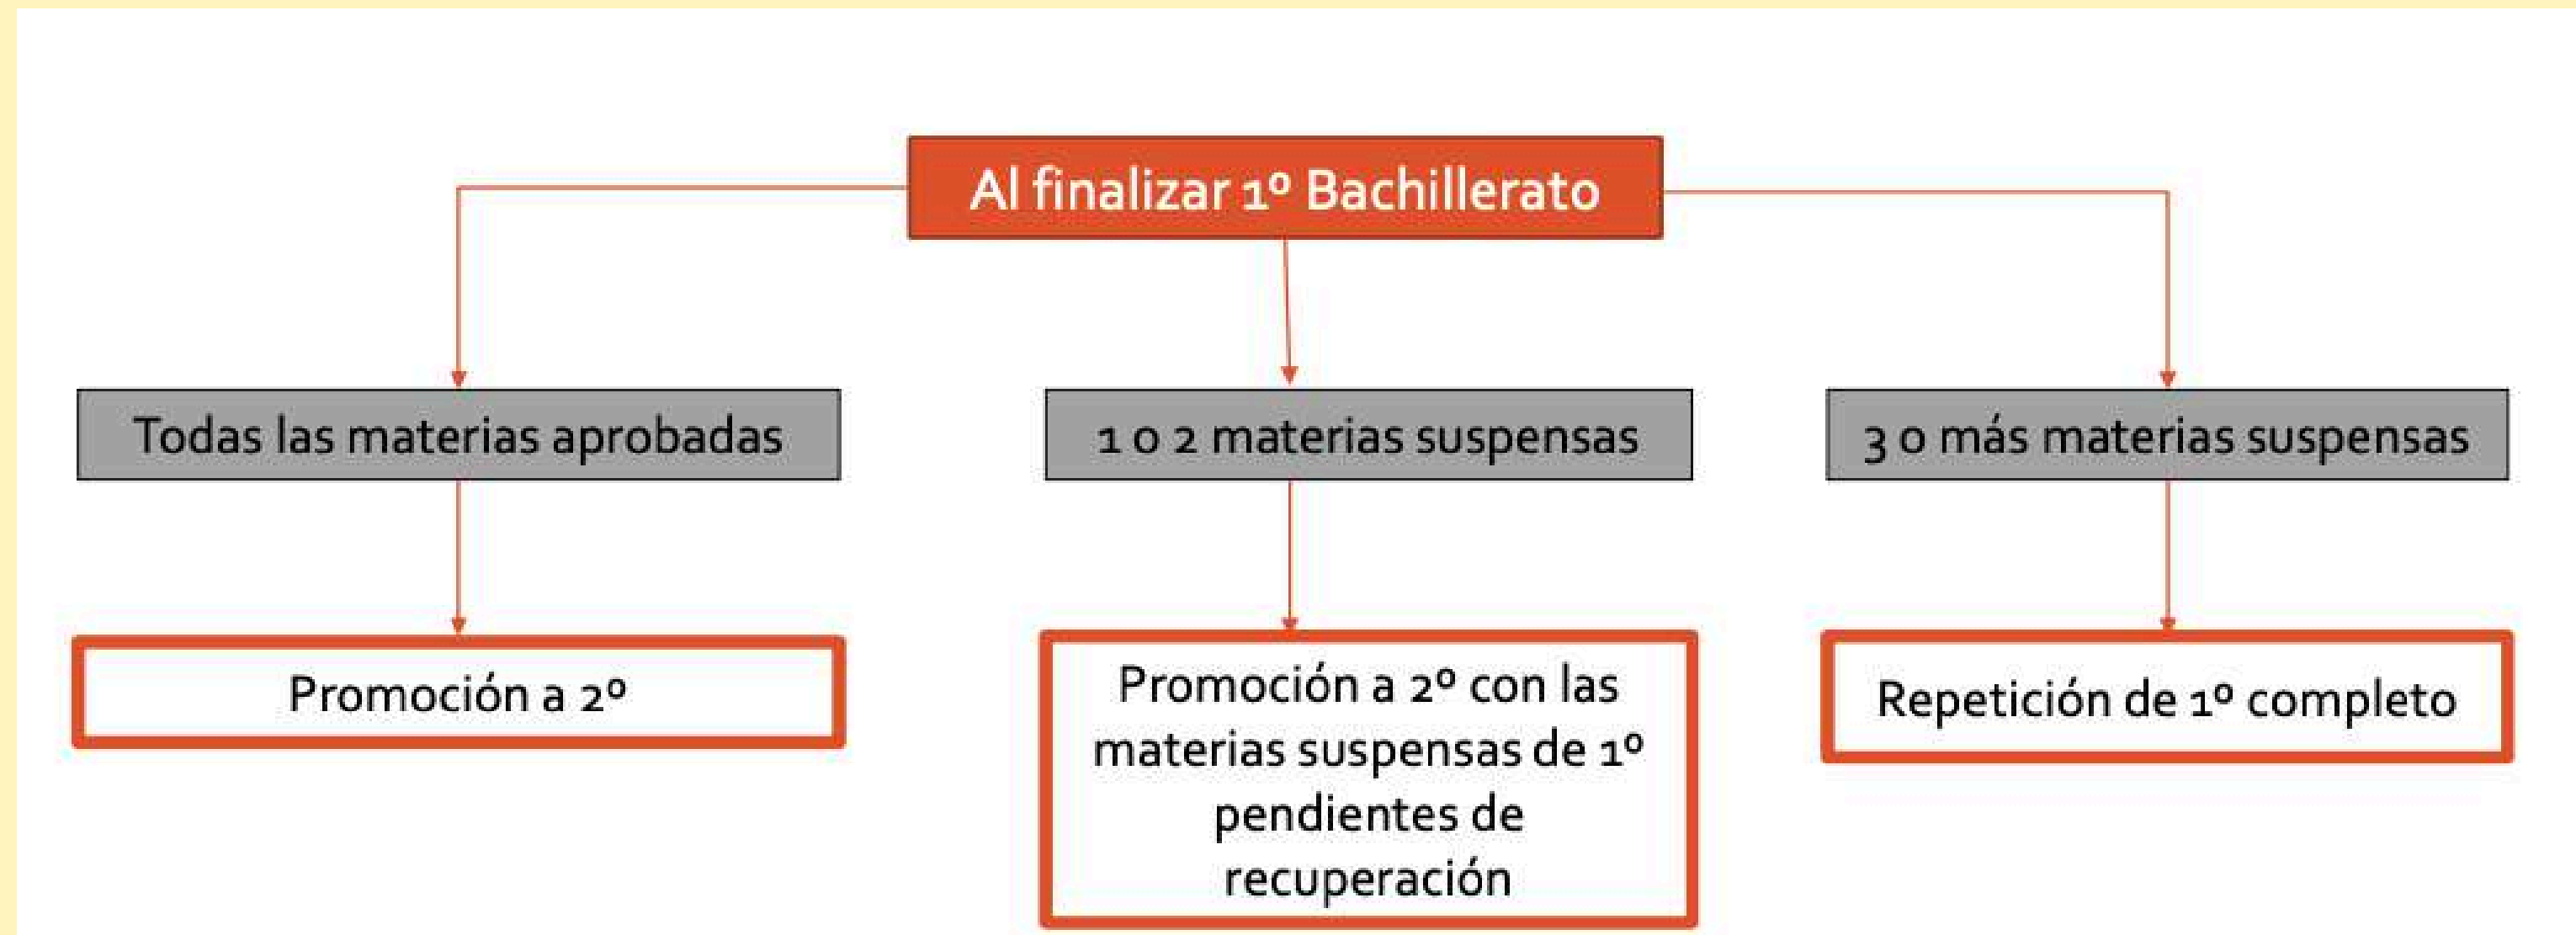 Al finalizar 1º Bachillerato
Todas las materias aprobadas
1 o 2 materias suspensas
3 o más materias suspensas
Promoción a 2º
Promoción a 2º con las
materias suspensas de 1º
pendientes de
recuperación
Repetición de 1º completo